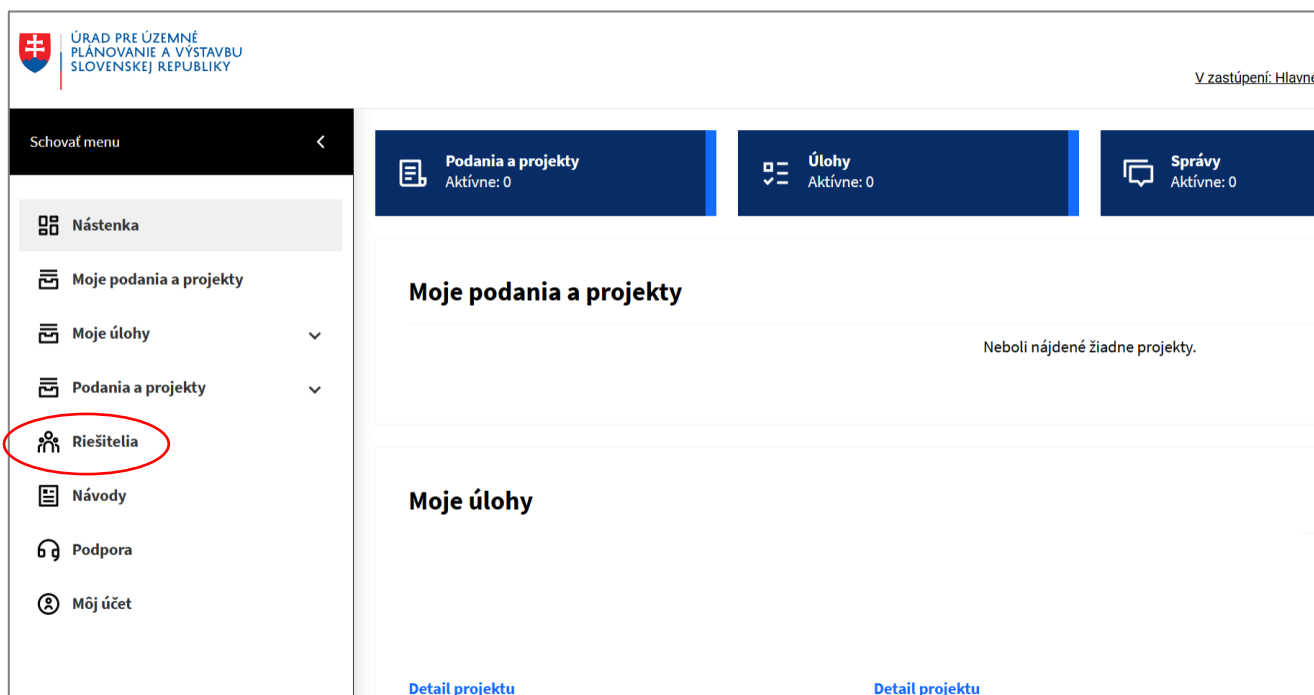 ÚRAD PRE ÚZEMNÉ
PLÁNOVANIE A VÝSTAVBU
SLOVENSKEJ REPUBLIKY
V zastúpení: Hlavné
Schovať menu
Podania a projekty
Aktívne: 0
Úlohy
Aktívne: 0
Správy
Aktívne: 0
Nástenka
Moje podania a projekty
Moje úlohy
Podania a projekty
Riešitelia
Návody
Podpora
Môj účet
Moje podania a projekty
Neboli nájdené žiadne projekty.
Moje úlohy
Detail projektu
Detail projektu